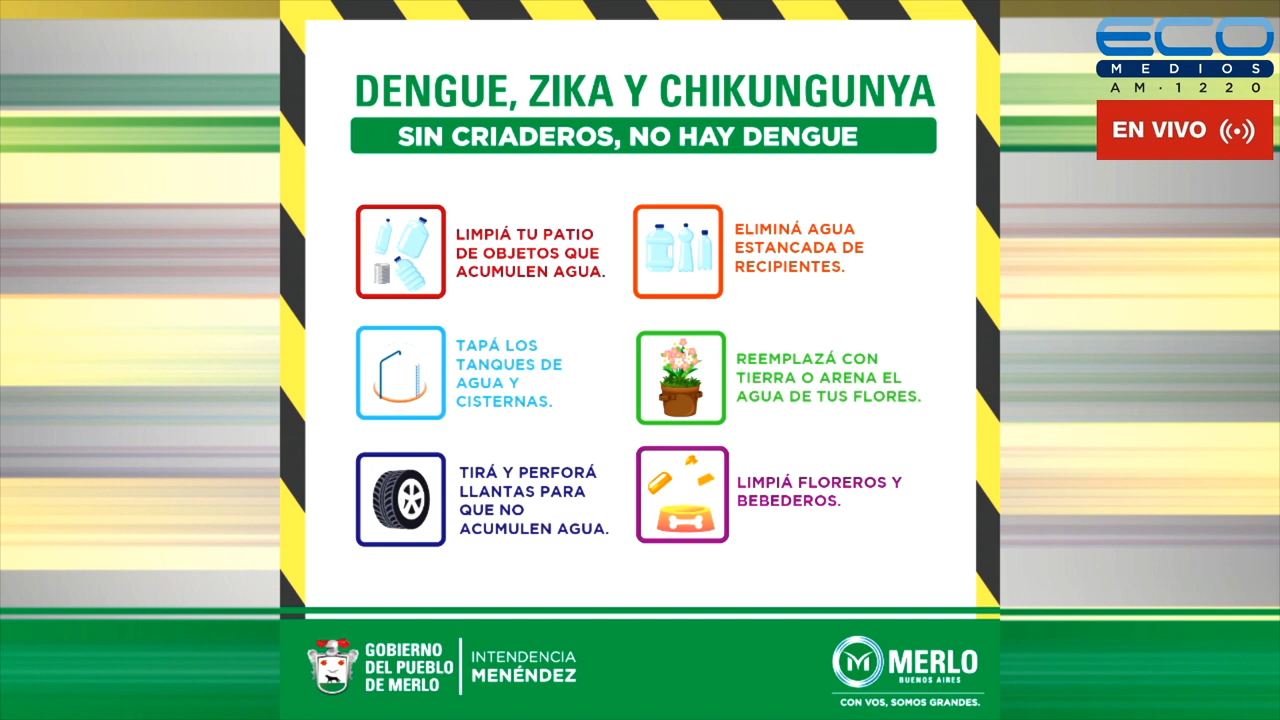 ECO
MEDIOS
AM·1220
EN VIVO
DENGUE, ZIKA Y CHIKUNGUNYA
SIN CRIADEROS, NO HAY DENGUE
LIMPIÁ TU PATIO
DE OBJETOS QUE
ACUMULEN AGUA.
ELIMINÁ AGUA
ESTANCADA DE
RECIPIENTES.
TAPÁ LOS
TANQUES DE
AGUA Y
CISTERNAS.
REEMPLAZÁ CON
TIERRA O ARENA EL
AGUA DE TUS FLORES.
TIRÁ Y PERFORÁ
LLANTAS PARA
QUE NO
ACUMULEN AGUA.
LIMPIÁ FLOREROS Y
BEBEDEROS.
GOBIERNO
DEL PUEBLO
DE MERLO
INTENDENCIA
MENÉNDEZ
MERLO
BUENOS AIRES
CON VOS, SOMOS GRANDES.